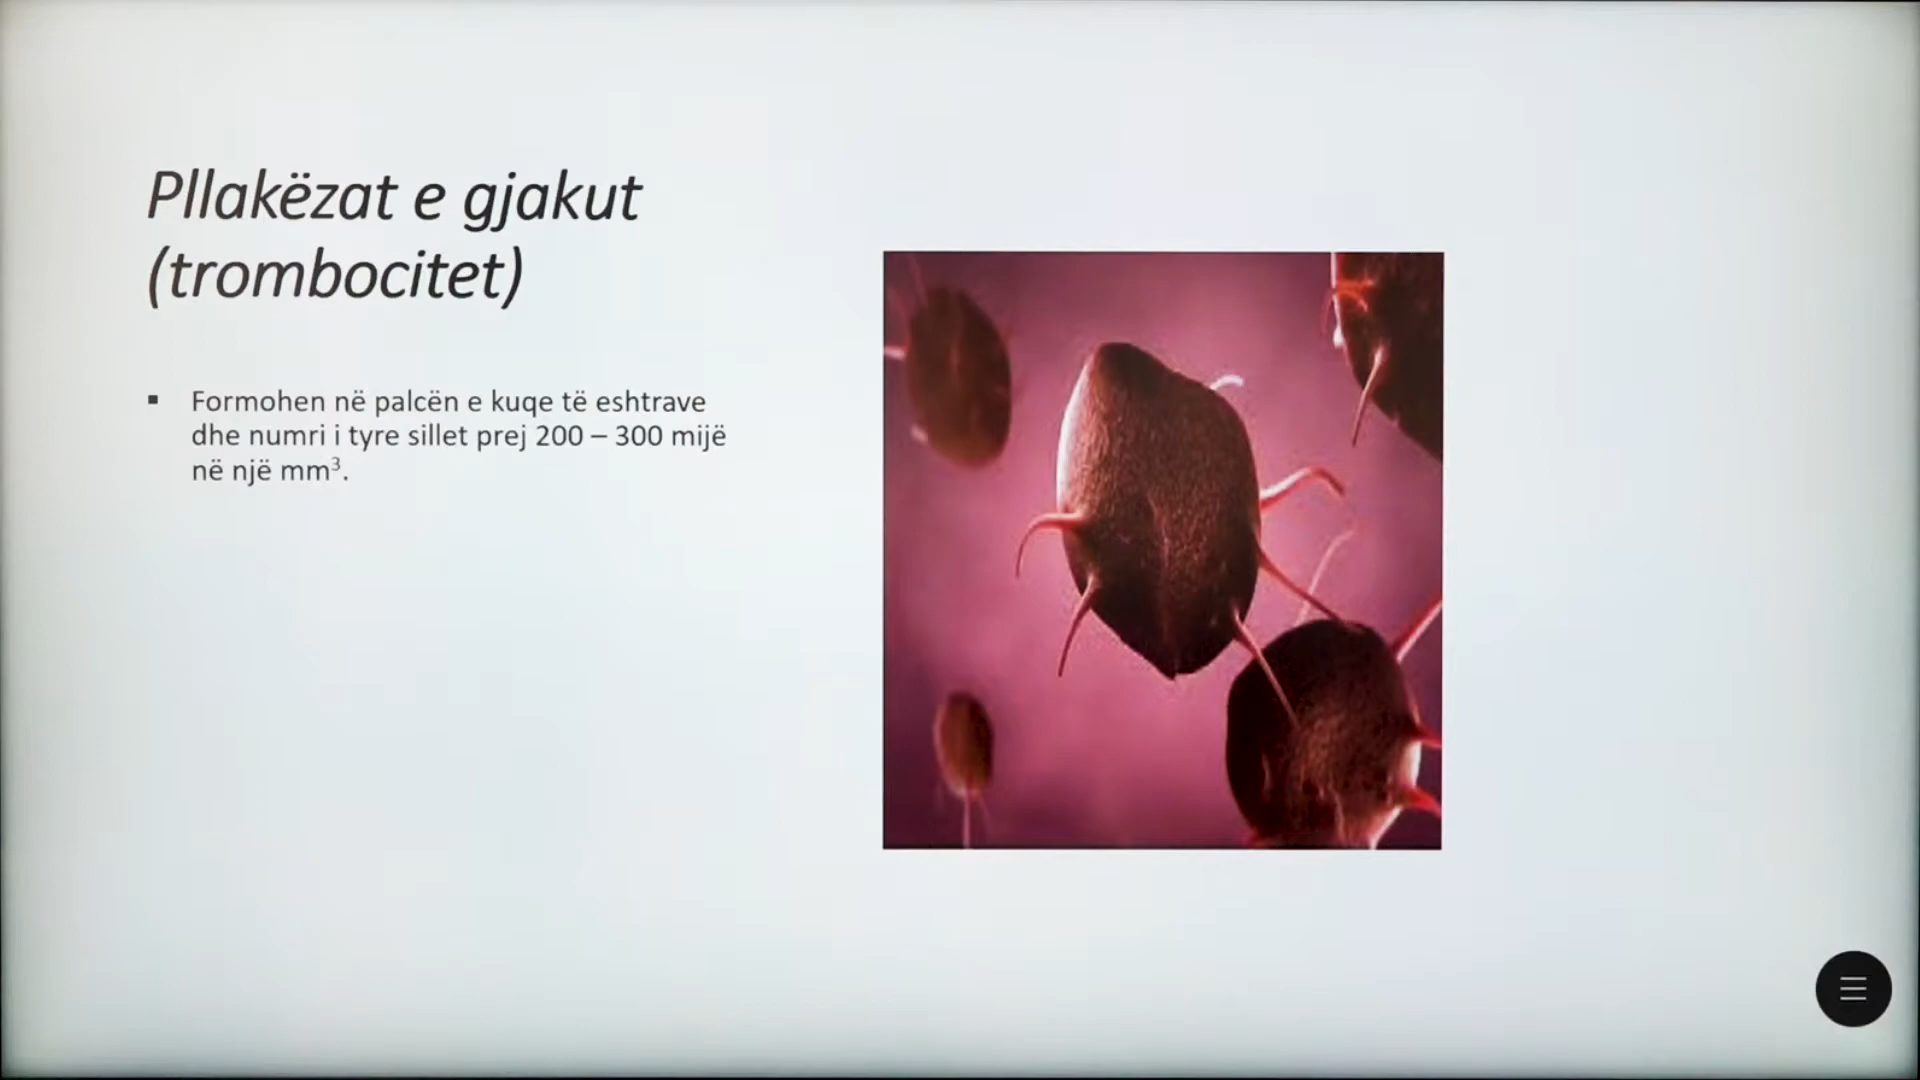 Pllakëzat e gjakut
(trombocitet)
▪ Formohen në palcën e kuqe të eshtrave
dhe numri i tyre sillet prej 200 – 300 mijë
në një mm³.